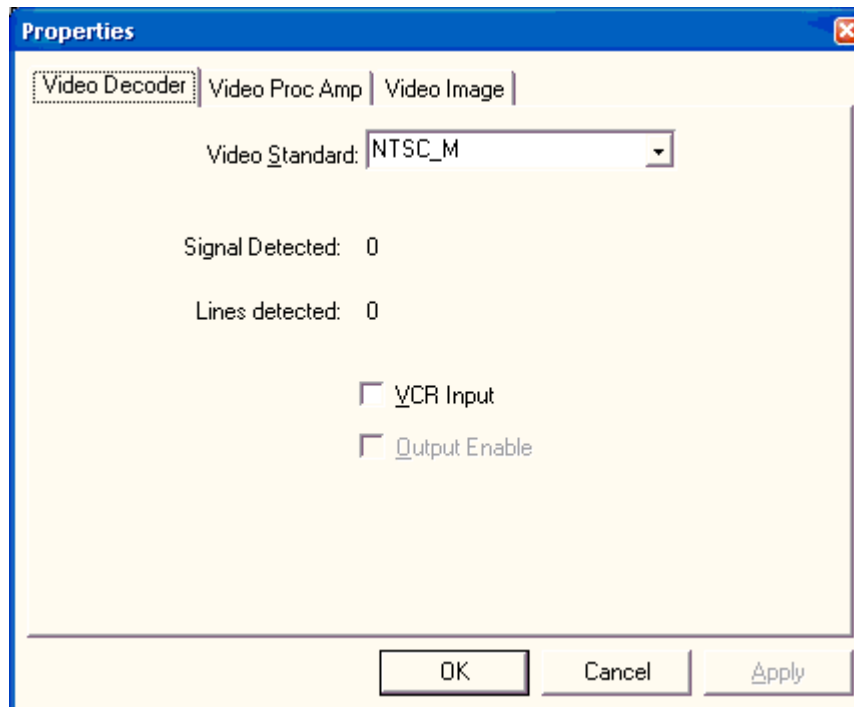 Properties
Video Decoder Video Proc Amp Video Image
Video Standard: NTSC_M
Signal Detected: 0
Lines detected: 0
VCR Input
Output Enable
OK Cancel Apply